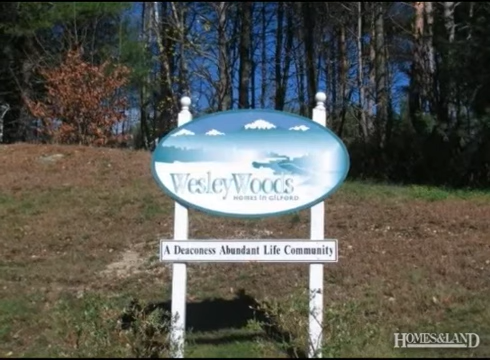 WesleyWoods
HOMES IN GILFORD
A Deaconess Abundant Life Community
HOMES&LAND